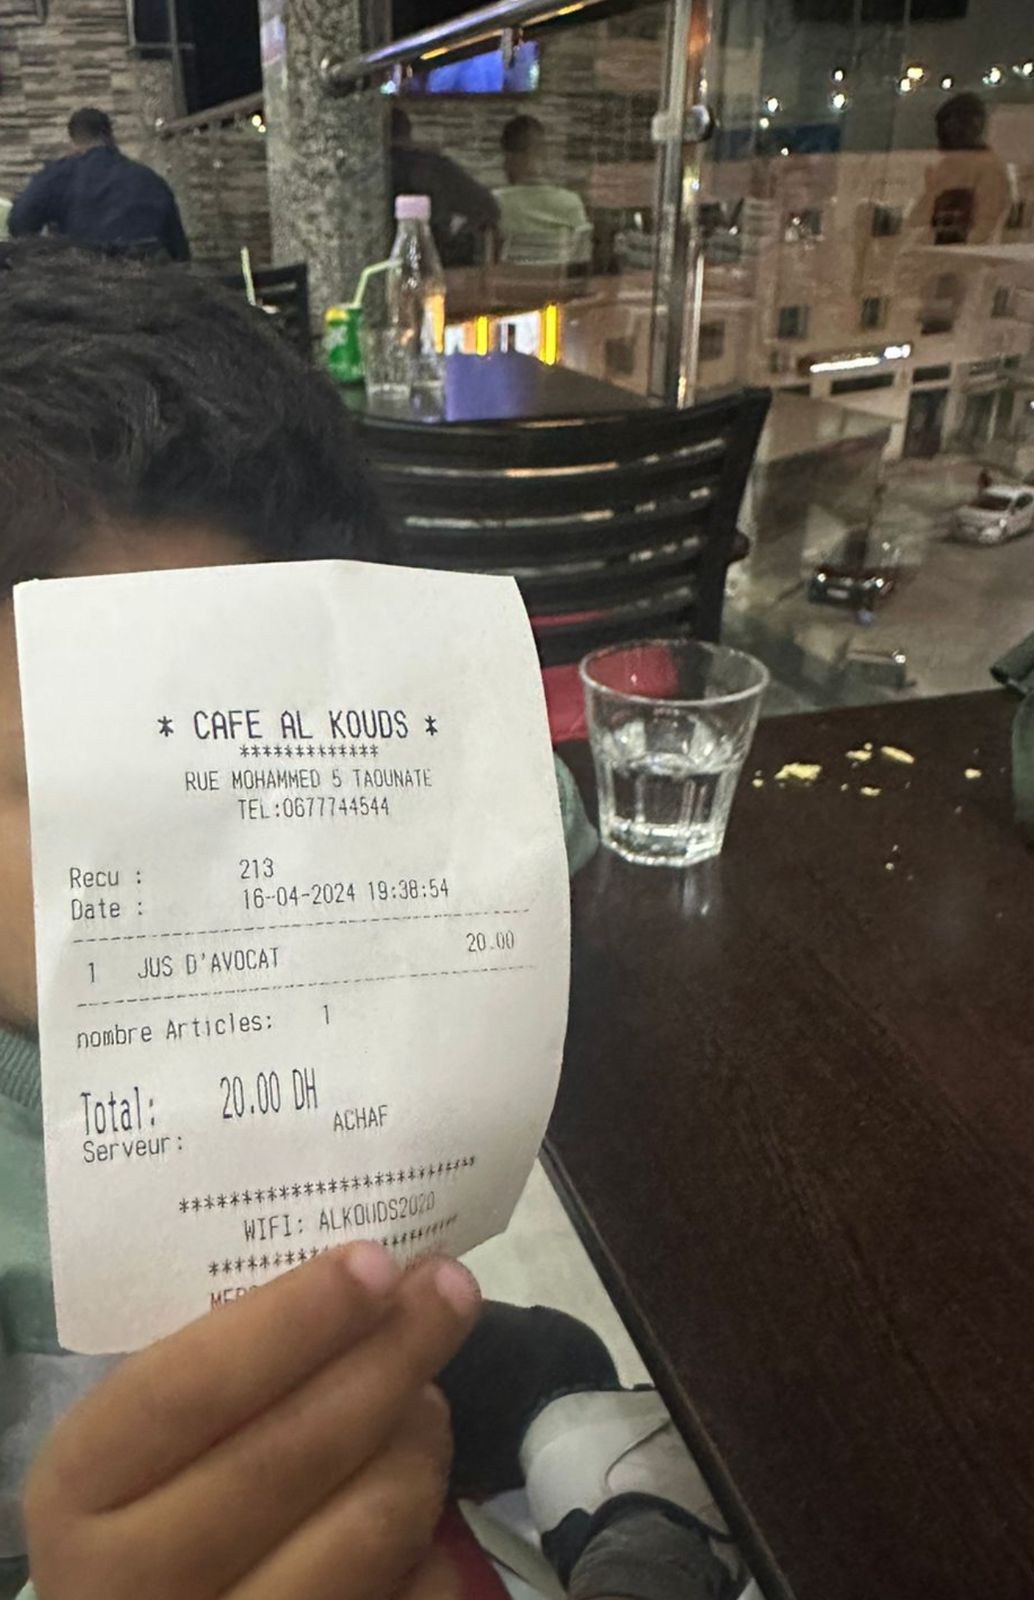 * CAFE AL KOUDS *
*************
RUE MOHAMMED 5 TAOUNATE
TEL:0677744544
Recu : 213
Date : 16-04-2024 19:38:54
1 JUS D'AVOCAT 20.00
nombre Articles: 1
Total: 20.00 DH
Serveur: ACHAF
WIFI: ALKOUDS2020